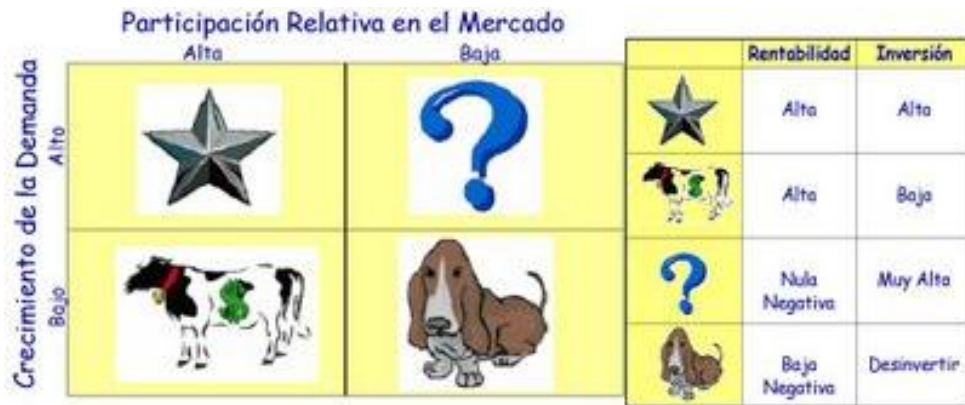 Participación Relativa en el Mercado
Alta Baja
Crecimiento de la Demanda
Alto
Bajo
$
Rentabilidad Inversión
Alta Alta
$
Alta Baja
?
Nula Muy Alta
Negativa
Baja Desinvertir
Negativa
?